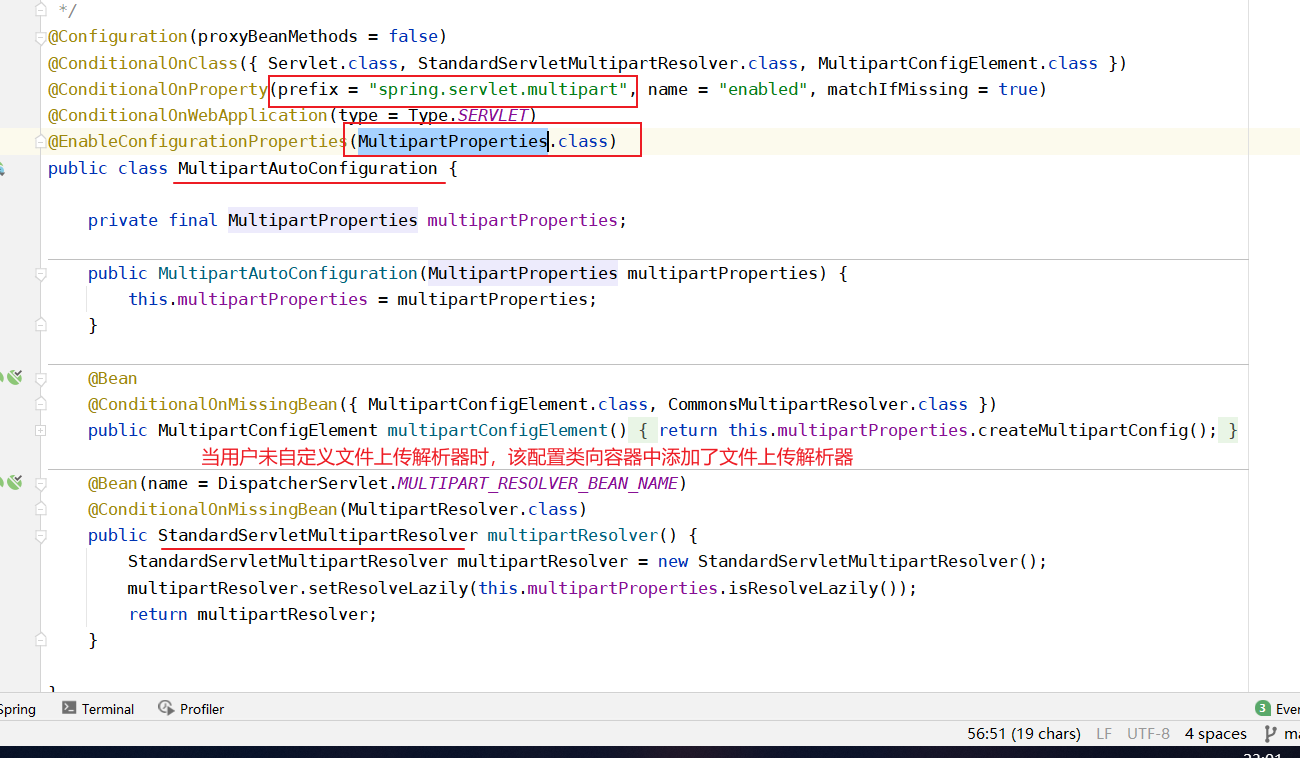 */
@Configuration(proxyBeanMethods = false)
@ConditionalOnClass({ Servlet.class, StandardServletMultipartResolver.class, MultipartConfigElement.class })
@ConditionalOnProperty(prefix = "spring.servlet.multipart", name = "enabled", matchIfMissing = true)
@ConditionalOnWebApplication(type = Type.SERVLET)
@EnableConfigurationProperties(MultipartProperties.class)
public class MultipartAutoConfiguration {
private final MultipartProperties multipartProperties;
public MultipartAutoConfiguration(MultipartProperties multipartProperties) {
this.multipartProperties = multipartProperties;
}
@Bean
@ConditionalOnMissingBean({ MultipartConfigElement.class, CommonsMultipartResolver.class })
public MultipartConfigElement multipartConfigElement() { return this.multipartProperties.createMultipartConfig(); }
当用户未自定义文件上传解析器时，该配置类向容器中添加了文件上传解析器
@Bean(name = DispatcherServlet.MULTIPART_RESOLVER_BEAN_NAME)
@ConditionalOnMissingBean(MultipartResolver.class)
public StandardServletMultipartResolver multipartResolver() {
StandardServletMultipartResolver multipartResolver = new StandardServletMultipartResolver();
multipartResolver.setResolveLazily(this.multipartProperties.isResolveLazily());
return multipartResolver;
}
}
Spring Terminal Profiler 3 Even
56:51 (19 chars) LF UTF-8 4 spaces ma